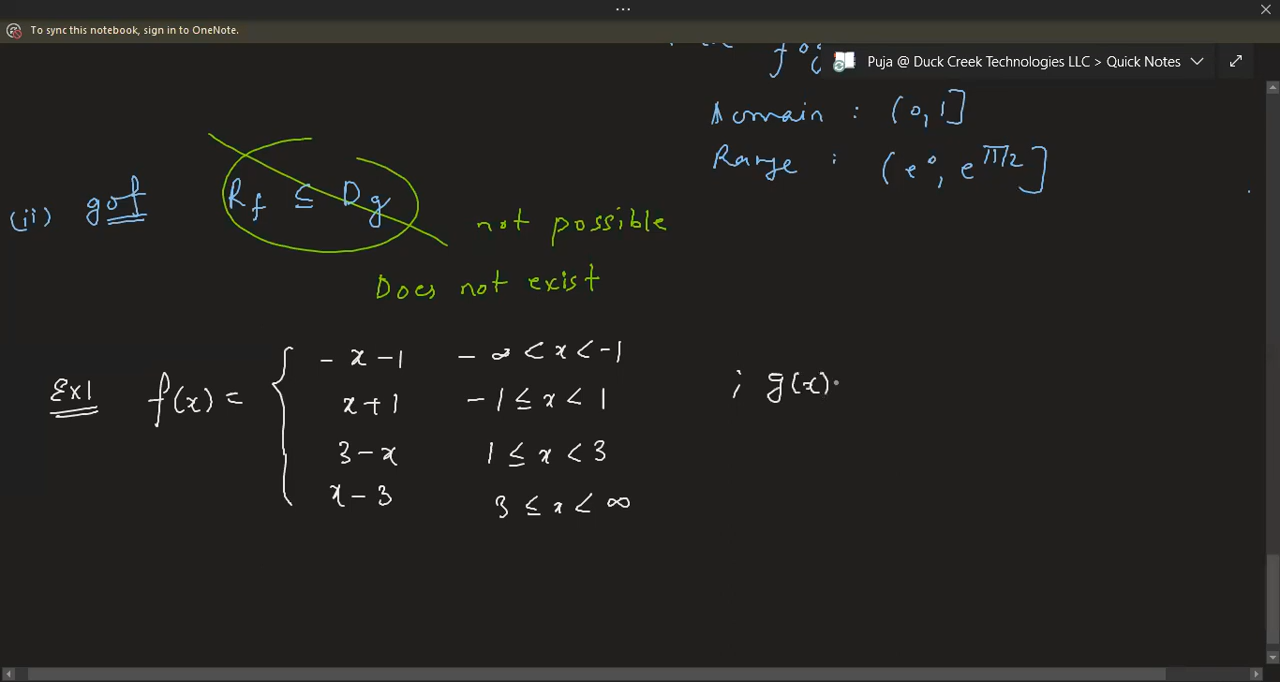 To sync this notebook, sign in to OneNote.
Puja @ Duck Creek Technologies LLC > Quick Notes
Domain : (0, 1]
Range : (e⁰, e^π/2]
(ii) gof R_f ⊆ D_g not possible
Does not exist
Ex1 f(x) = { -x-1 -∞ < x < -1 ; g(x)
x+1 -1 ≤ x < 1
3-x 1 ≤ x < 3
x-3 3 ≤ x < ∞